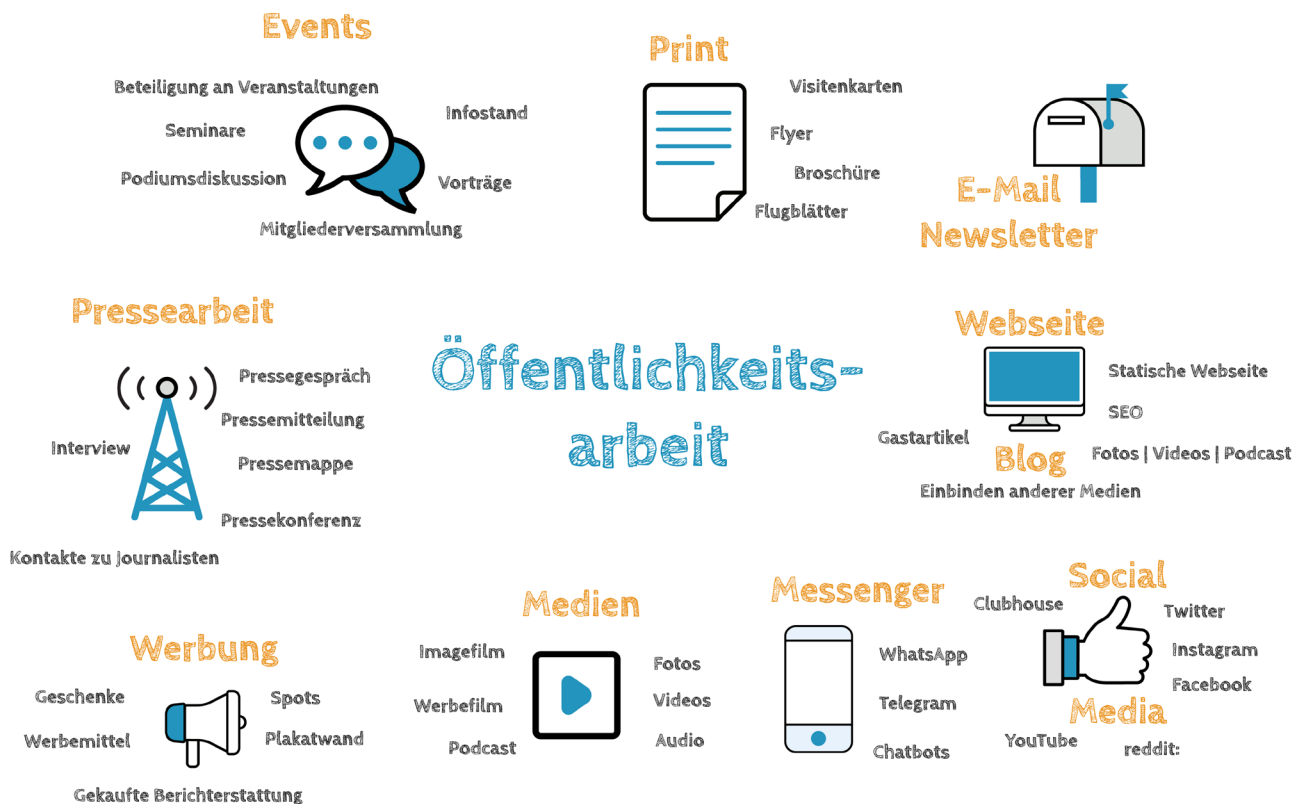 Events
Beteiligung an Veranstaltungen
Infostand
Seminare
Podiumsdiskussion
Vorträge
Mitgliederversammlung
Print
Visitenkarten
Flyer
Broschüre
Flugblätter
E-Mail
Newsletter
Pressearbeit
Pressegespräch
Pressemitteilung
Interview
Pressemappe
Pressekonferenz
Kontakte zu Journalisten
Öffentlichkeits-
arbeit
Webseite
Statische Webseite
SEO
Gastartikel
Blog
Fotos | Videos | Podcast
Einbinden anderer Medien
Werbung
Geschenke
Spots
Werbemittel
Plakatwand
Gekaufte Berichterstattung
Medien
Imagefilm
Fotos
Werbefilm
Videos
Podcast
Audio
Messenger
WhatsApp
Telegram
Chatbots
Social
Clubhouse
Twitter
Instagram
Facebook
Media
YouTube
reddit: